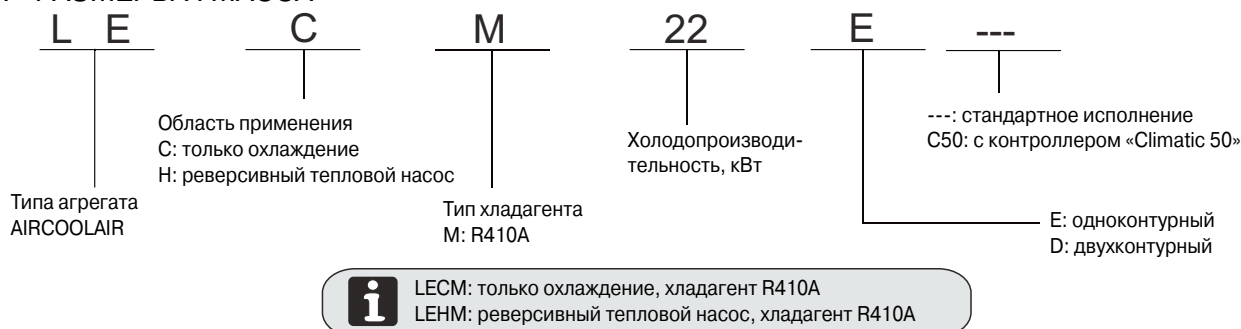 L E C M 22 E ---
Область применения
С: только охлаждение
Н: реверсивный тепловой насос
Типа агрегата
AIRCOOLAIR
Тип хладагента
М: R410A
Холодопроизводи-
тельность, кВт
---: стандартное исполнение
C50: с контроллером «Climatic 50»
Е: одноконтурный
D: двухконтурный
LECM: только охлаждение, хладагент R410A
LEHM: реверсивный тепловой насос, хладагент R410A